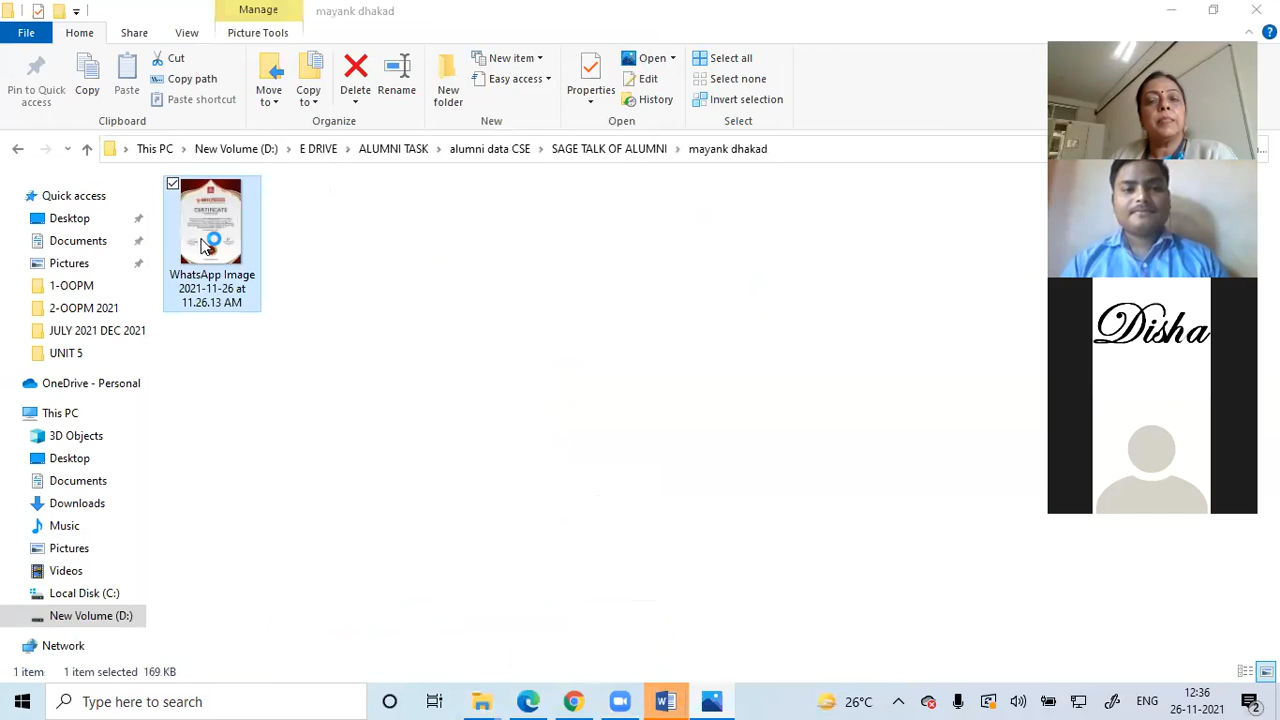 Manage
mayank dhakad
File
Home
Share
View
Picture Tools
Pin to Quick access
Copy
Paste
Cut
Copy path
Paste shortcut
Move to
Copy to
Delete
Rename
New folder
New item
Easy access
Properties
Open
Edit
History
Select all
Select none
Invert selection
Clipboard
Organize
New
Open
Select
This PC
New Volume (D:)
E DRIVE
ALUMNI TASK
alumni data CSE
SAGE TALK OF ALUMNI
mayank dhakad
Quick access
Desktop
Documents
Pictures
1-OOPM
2-OOPM 2021
JULY 2021 DEC 2021
UNIT 5
OneDrive - Personal
This PC
3D Objects
Desktop
Documents
Downloads
Music
Pictures
Videos
Local Disk (C:)
New Volume (D:)
Network
CERTIFICATE
WhatsApp Image
2021-11-26 at
11.26.13 AM
Disha
1 item
1 item selected 169 KB
Type here to search
26°C
ENG
12:36
26-11-2021
2